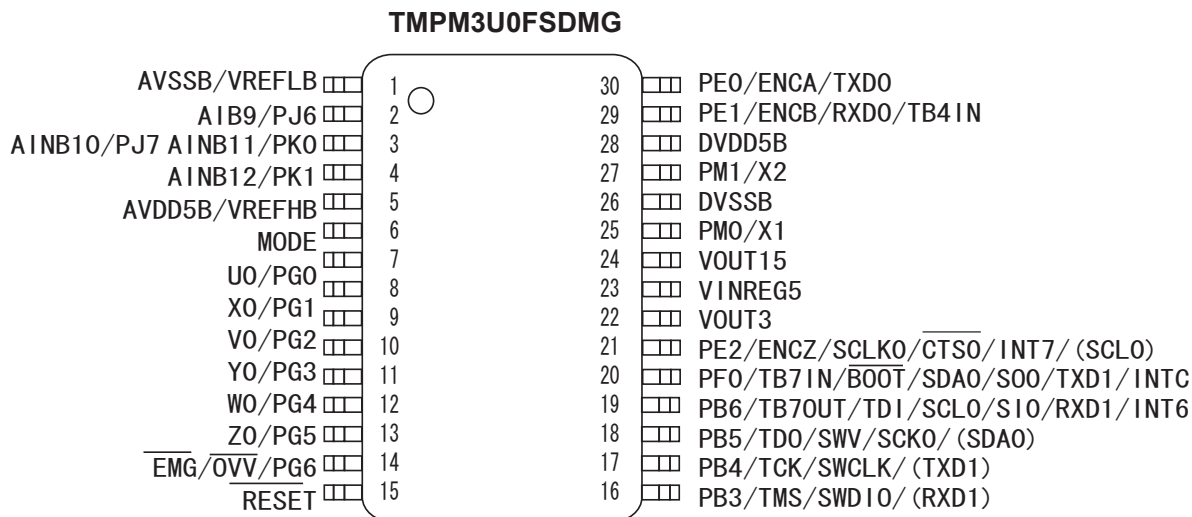 TMPM3U0FSDMG
AVSSB/VREFLB 1 30 PE0/ENCA/TXD0
AIB9/PJ6 2 29 PE1/ENCB/RXD0/TB4IN
AINB10/PJ7 AINB11/PK0 3 28 DVDD5B
AINB12/PK1 4 27 PM1/X2
AVDD5B/VREFHB 5 26 DVSSB
MODE 6 25 PM0/X1
U0/PG0 7 24 VOUT15
X0/PG1 8 23 VINREG5
V0/PG2 9 22 VOUT3
Y0/PG3 10 21 PE2/ENCZ/SCLK0/CTS0/INT7/(SCL0)
W0/PG4 11 20 PF0/TB7IN/BOOT/SDA0/SO0/TXD1/INTC
Z0/PG5 12 19 PB6/TB7OUT/TDI/SCL0/SI0/RXD1/INT6
EMG/OVV/PG6 13 18 PB5/TDO/SWV/SCK0/(SDA0)
RESET 14 17 PB4/TCK/SWCLK/(TXD1)
15 16 PB3/TMS/SWDIO/(RXD1)